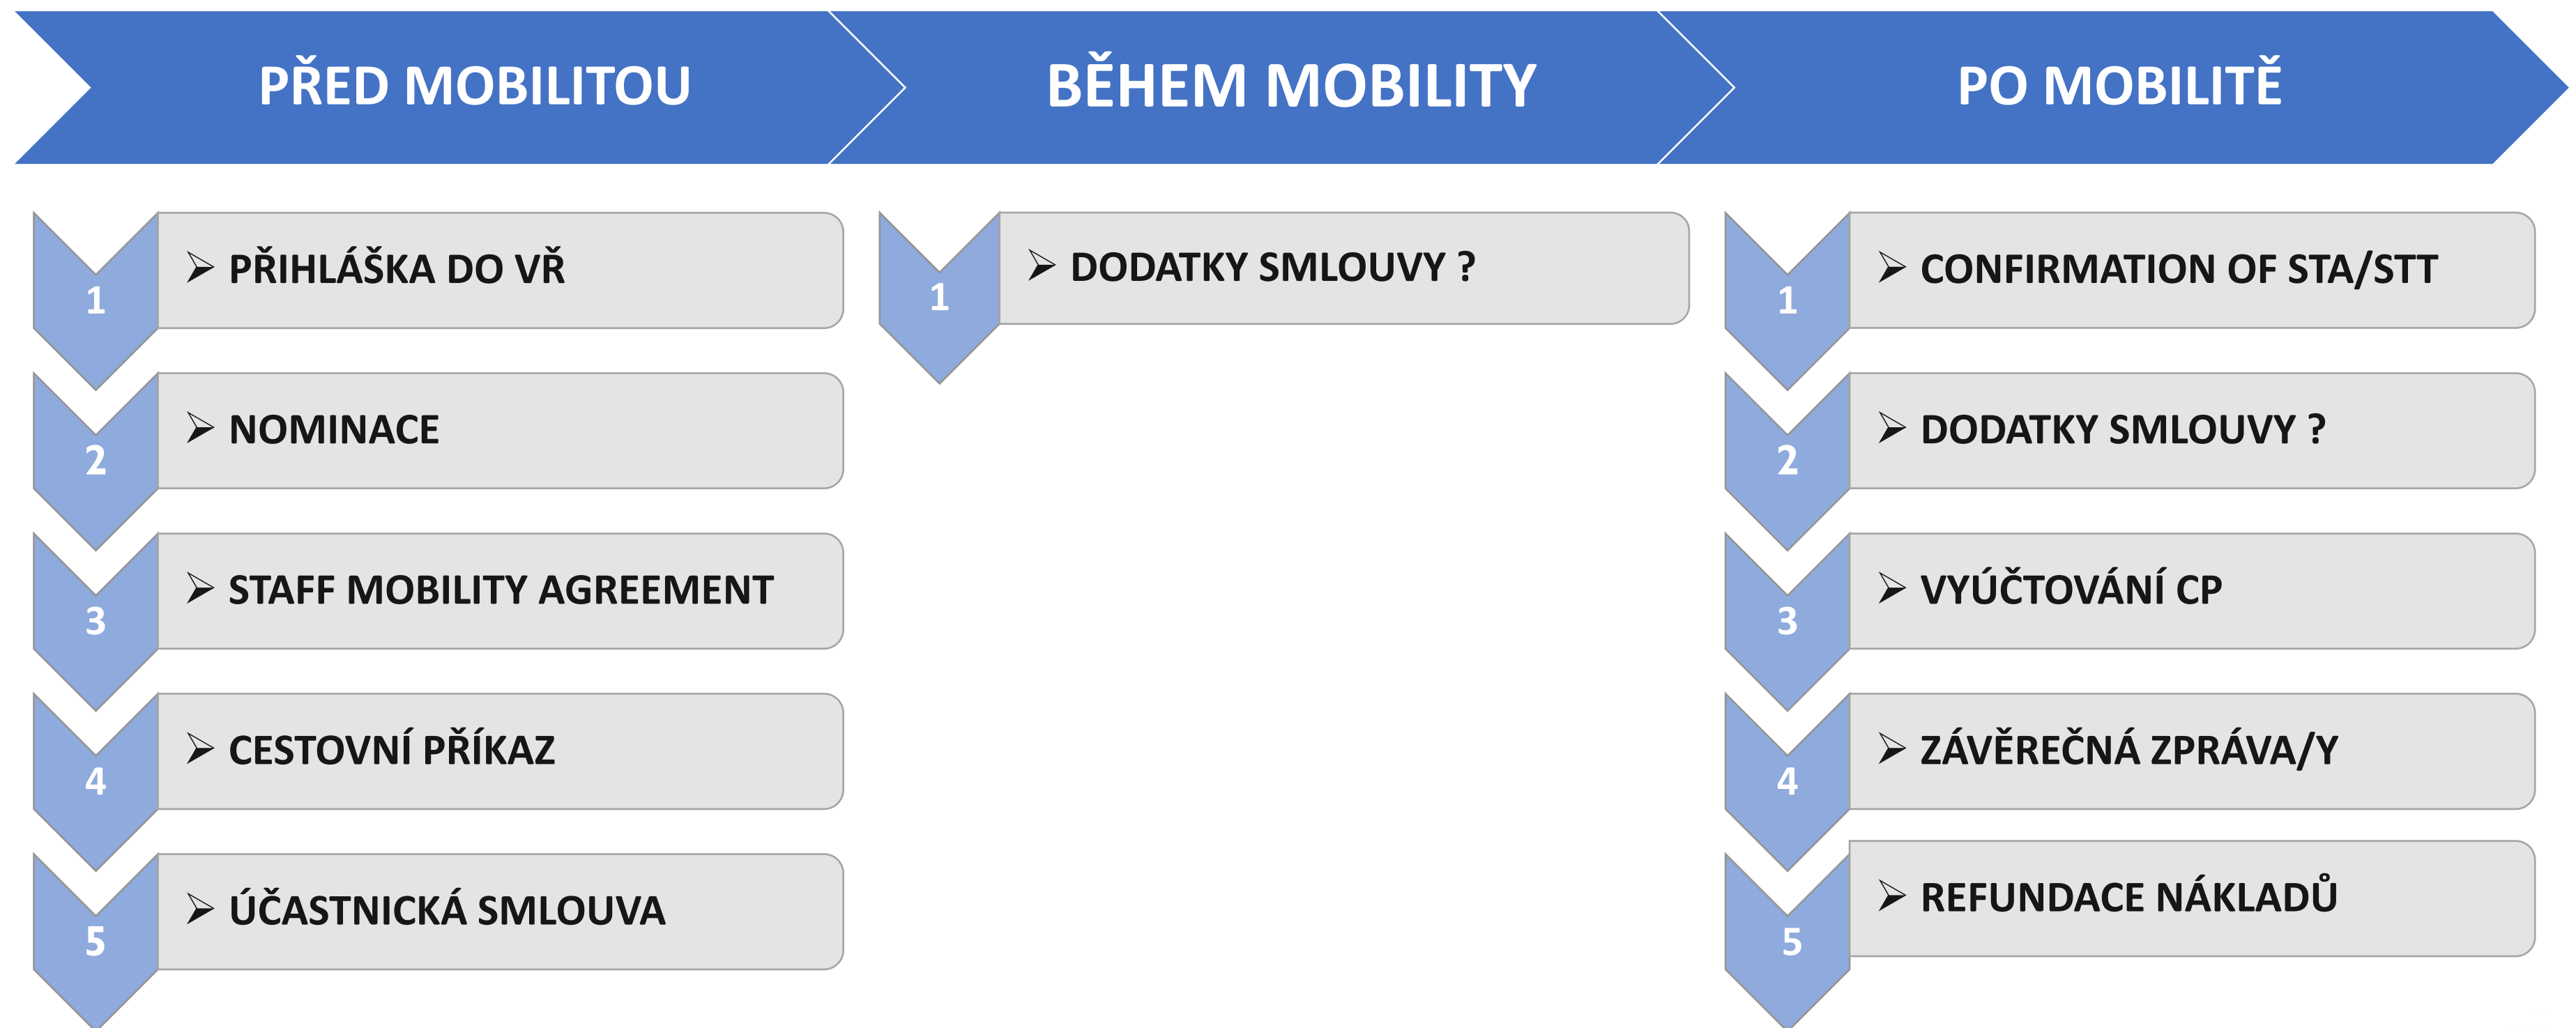 PŘED MOBILITOU
BĚHEM MOBILITY
PO MOBILITĚ
1
➢ PŘIHLÁŠKA DO VŘ
2
➢ NOMINACE
3
➢ STAFF MOBILITY AGREEMENT
4
➢ CESTOVNÍ PŘÍKAZ
5
➢ ÚČASTNICKÁ SMLOUVA
1
➢ DODATKY SMLOUVY ?
1
➢ CONFIRMATION OF STA/STT
2
➢ DODATKY SMLOUVY ?
3
➢ VYÚČTOVÁNÍ CP
4
➢ ZÁVĚREČNÁ ZPRÁVA/Y
5
➢ REFUNDACE NÁKLADŮ